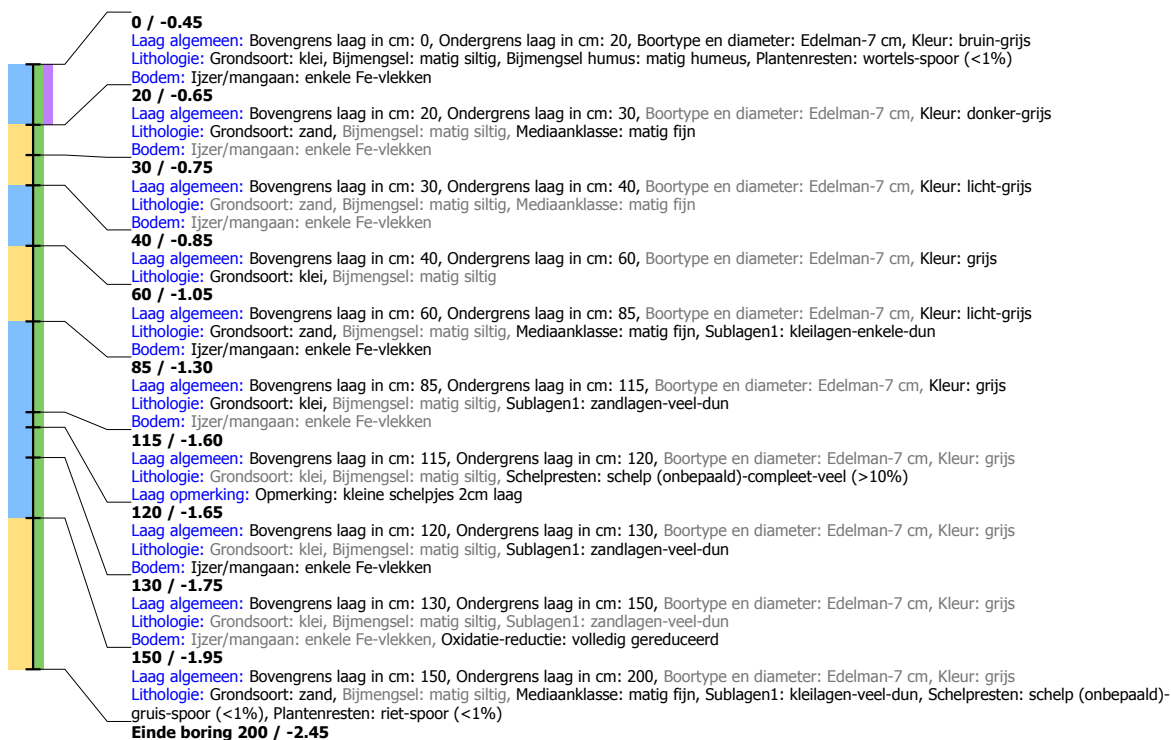 0 / -0.45
Laag algemeen: Bovengrens laag in cm: 0, Ondergrens laag in cm: 20, Boortype en diameter: Edelman-7 cm, Kleur: bruin-grijs
Lithologie: Grondsoort: klei, Bijmengsel: matig siltig, Bijmengsel humus: matig humeus, Plantenresten: wortels-spoor (<1%)
Bodem: Ijzer/mangaan: enkele Fe-vlekken
20 / -0.65
Laag algemeen: Bovengrens laag in cm: 20, Ondergrens laag in cm: 30, Boortype en diameter: Edelman-7 cm, Kleur: donker-grijs
Lithologie: Grondsoort: zand, Bijmengsel: matig siltig, Mediaanklasse: matig fijn
Bodem: Ijzer/mangaan: enkele Fe-vlekken
30 / -0.75
Laag algemeen: Bovengrens laag in cm: 30, Ondergrens laag in cm: 40, Boortype en diameter: Edelman-7 cm, Kleur: licht-grijs
Lithologie: Grondsoort: zand, Bijmengsel: matig siltig, Mediaanklasse: matig fijn
Bodem: Ijzer/mangaan: enkele Fe-vlekken
40 / -0.85
Laag algemeen: Bovengrens laag in cm: 40, Ondergrens laag in cm: 60, Boortype en diameter: Edelman-7 cm, Kleur: grijs
Lithologie: Grondsoort: klei, Bijmengsel: matig siltig
60 / -1.05
Laag algemeen: Bovengrens laag in cm: 60, Ondergrens laag in cm: 85, Boortype en diameter: Edelman-7 cm, Kleur: licht-grijs
Lithologie: Grondsoort: zand, Bijmengsel: matig siltig, Mediaanklasse: matig fijn, Sublagen1: kleilagen-enkele-dun
Bodem: Ijzer/mangaan: enkele Fe-vlekken
85 / -1.30
Laag algemeen: Bovengrens laag in cm: 85, Ondergrens laag in cm: 115, Boortype en diameter: Edelman-7 cm, Kleur: grijs
Lithologie: Grondsoort: klei, Bijmengsel: matig siltig, Sublagen1: zandlagen-veel-dun
Bodem: Ijzer/mangaan: enkele Fe-vlekken
115 / -1.60
Laag algemeen: Bovengrens laag in cm: 115, Ondergrens laag in cm: 120, Boortype en diameter: Edelman-7 cm, Kleur: grijs
Lithologie: Grondsoort: klei, Bijmengsel: matig siltig, Schelpresten: schelp (onbepaald)-compleet-veel (>10%)
Laag opmerking: Opmerking: kleine schelpjes 2cm laag
120 / -1.65
Laag algemeen: Bovengrens laag in cm: 120, Ondergrens laag in cm: 130, Boortype en diameter: Edelman-7 cm, Kleur: grijs
Lithologie: Grondsoort: klei, Bijmengsel: matig siltig, Sublagen1: zandlagen-veel-dun
Bodem: Ijzer/mangaan: enkele Fe-vlekken
130 / -1.75
Laag algemeen: Bovengrens laag in cm: 130, Ondergrens laag in cm: 150, Boortype en diameter: Edelman-7 cm, Kleur: grijs
Lithologie: Grondsoort: klei, Bijmengsel: matig siltig, Sublagen1: zandlagen-veel-dun
Bodem: Ijzer/mangaan: enkele Fe-vlekken, Oxidatie-reductie: volledig gereduceerd
150 / -1.95
Laag algemeen: Bovengrens laag in cm: 150, Ondergrens laag in cm: 200, Boortype en diameter: Edelman-7 cm, Kleur: grijs
Lithologie: Grondsoort: zand, Bijmengsel: matig siltig, Mediaanklasse: matig fijn, Sublagen1: kleilagen-veel-dun, Schelpresten: schelp (onbepaald)-
gruis-spoor (<1%), Plantenresten: riet-spoor (<1%)
Einde boring 200 / -2.45